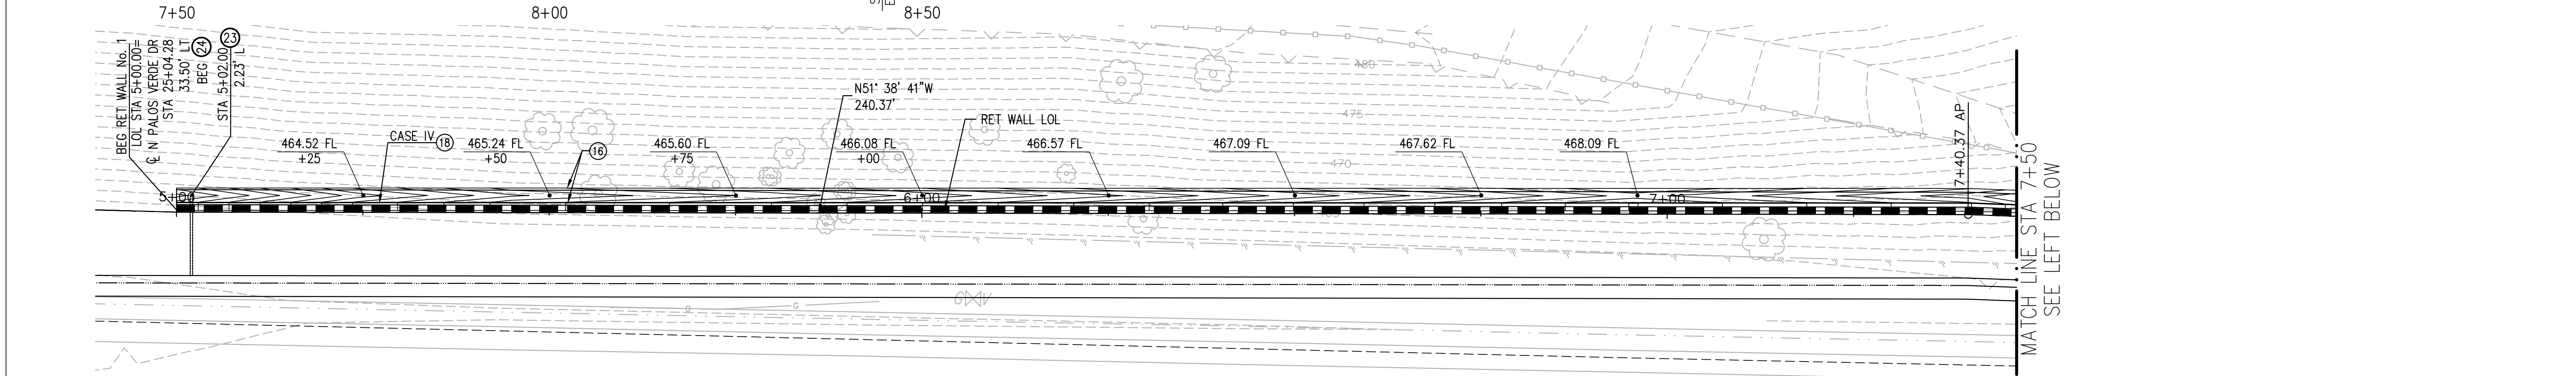 7+50
8+00
8+50
BEG RET WALL No. 1
LOL STA 5+00.00=
℄ N PALOS VERDE DR
STA 25+04.28
33.50' LT
BEG 24
23
STA 5+02.00
2.23' L
464.52 FL
+25
CASE IV 18
465.24 FL
+50
16
465.60 FL
+75
N51° 38' 41"W
240.37'
466.08 FL
+00
RET WALL LOL
466.57 FL
467.09 FL
467.62 FL
468.09 FL
480
475
470
7+40.37 AP
5+00
6+00
7+00
G
G
MATCH LINE STA 7+50
SEE LEFT BELOW